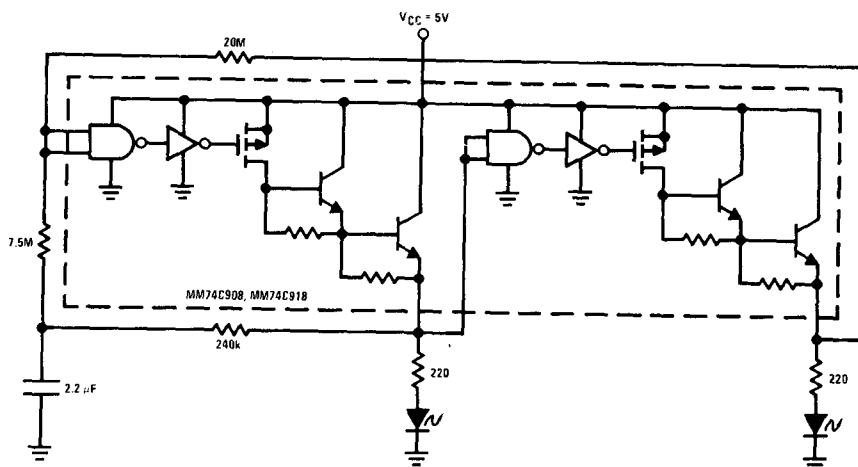 V_CC = 5V
20M
7.5M
MM74C908, MM74C918
240k
2.2 µF
220
220